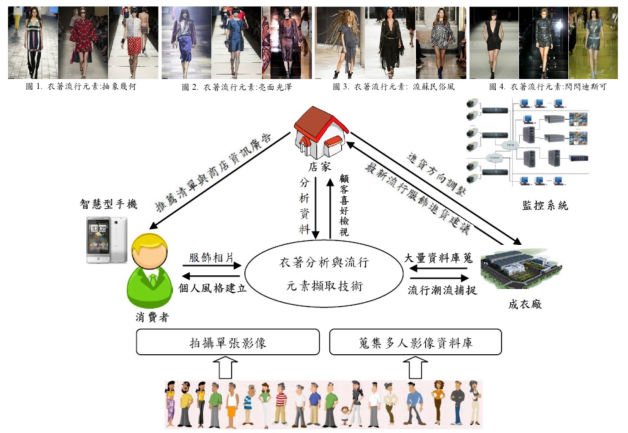 圖 1. 衣著流行元素:抽象幾何
圖 2. 衣著流行元素:亮面光澤
圖 3. 衣著流行元素: 流蘇民俗風
圖 4. 衣著流行元素:閃閃迪斯可
店家
推薦清單與商店資訊廣告
分析資料
顧客喜好檢視
進貨方向調整
最新流行服飾進貨建議
監控系統
智慧型手機
服飾相片
個人風格建立
消費者
衣著分析與流行
元素擷取技術
大量資料庫蒐
流行潮流捕捉
成衣廠
拍攝單張影像
蒐集多人影像資料庫